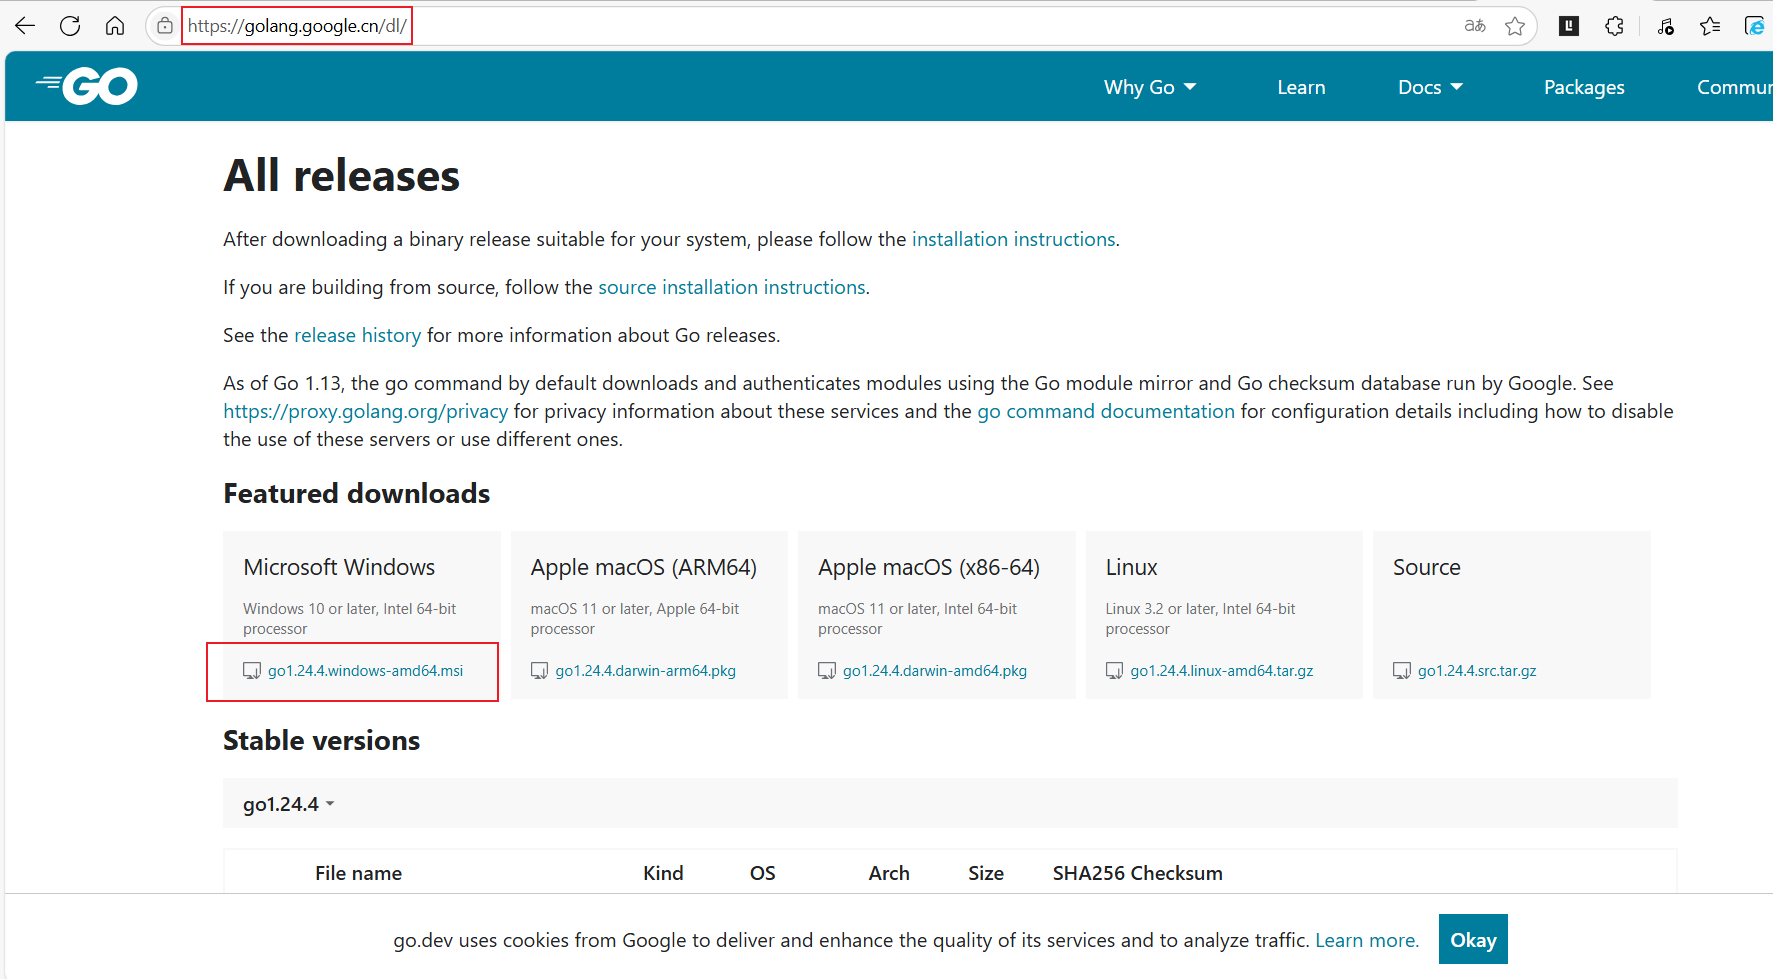 https://golang.google.cn/dl/
GO
Why Go
Learn
Docs
Packages
Commun
All releases
After downloading a binary release suitable for your system, please follow the installation instructions.
If you are building from source, follow the source installation instructions.
See the release history for more information about Go releases.
As of Go 1.13, the go command by default downloads and authenticates modules using the Go module mirror and Go checksum database run by Google. See
https://proxy.golang.org/privacy for privacy information about these services and the go command documentation for configuration details including how to disable
the use of these servers or use different ones.
Featured downloads
Microsoft Windows
Windows 10 or later, Intel 64-bit
processor
go1.24.4.windows-amd64.msi
Apple macOS (ARM64)
macOS 11 or later, Apple 64-bit
processor
go1.24.4.darwin-arm64.pkg
Apple macOS (x86-64)
macOS 11 or later, Intel 64-bit
processor
go1.24.4.darwin-amd64.pkg
Linux
Linux 3.2 or later, Intel 64-bit
processor
go1.24.4.linux-amd64.tar.gz
Source
go1.24.4.src.tar.gz
Stable versions
go1.24.4
File name Kind OS Arch Size SHA256 Checksum
go.dev uses cookies from Google to deliver and enhance the quality of its services and to analyze traffic. Learn more.
Okay